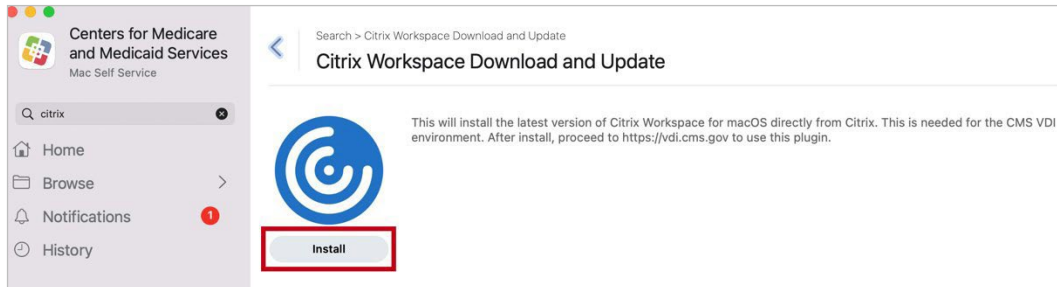 Centers for Medicare
and Medicaid Services
Mac Self Service
citrix
Home
Browse
Notifications
1
History
Search > Citrix Workspace Download and Update
Citrix Workspace Download and Update
This will install the latest version of Citrix Workspace for macOS directly from Citrix. This is needed for the CMS VDI
environment. After install, proceed to https://vdi.cms.gov to use this plugin.
Install